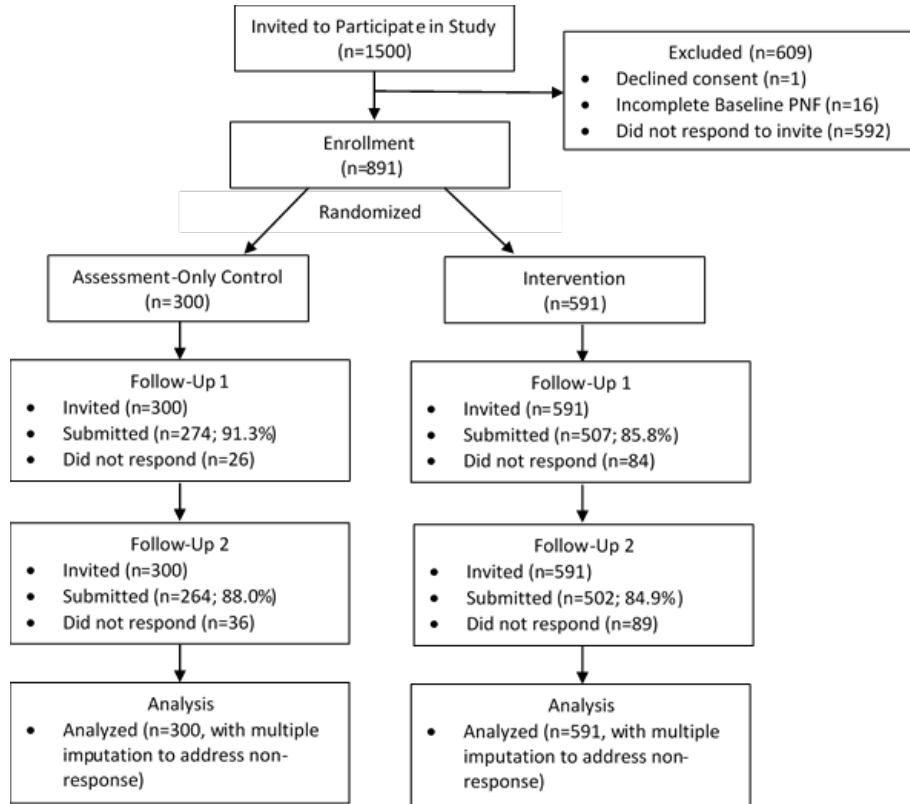 Invited to Participate in Study
(n=1500)
Excluded (n=609)
• Declined consent (n=1)
• Incomplete Baseline PNF (n=16)
• Did not respond to invite (n=592)
Enrollment
(n=891)
Randomized
Assessment-Only Control
(n=300)
Intervention
(n=591)
Follow-Up 1
• Invited (n=300)
• Submitted (n=274; 91.3%)
• Did not respond (n=26)
Follow-Up 1
• Invited (n=591)
• Submitted (n=507; 85.8%)
• Did not respond (n=84)
Follow-Up 2
• Invited (n=300)
• Submitted (n=264; 88.0%)
• Did not respond (n=36)
Follow-Up 2
• Invited (n=591)
• Submitted (n=502; 84.9%)
• Did not respond (n=89)
Analysis
• Analyzed (n=300, with multiple
imputation to address non-
response)
Analysis
• Analyzed (n=591, with multiple
imputation to address non-
response)